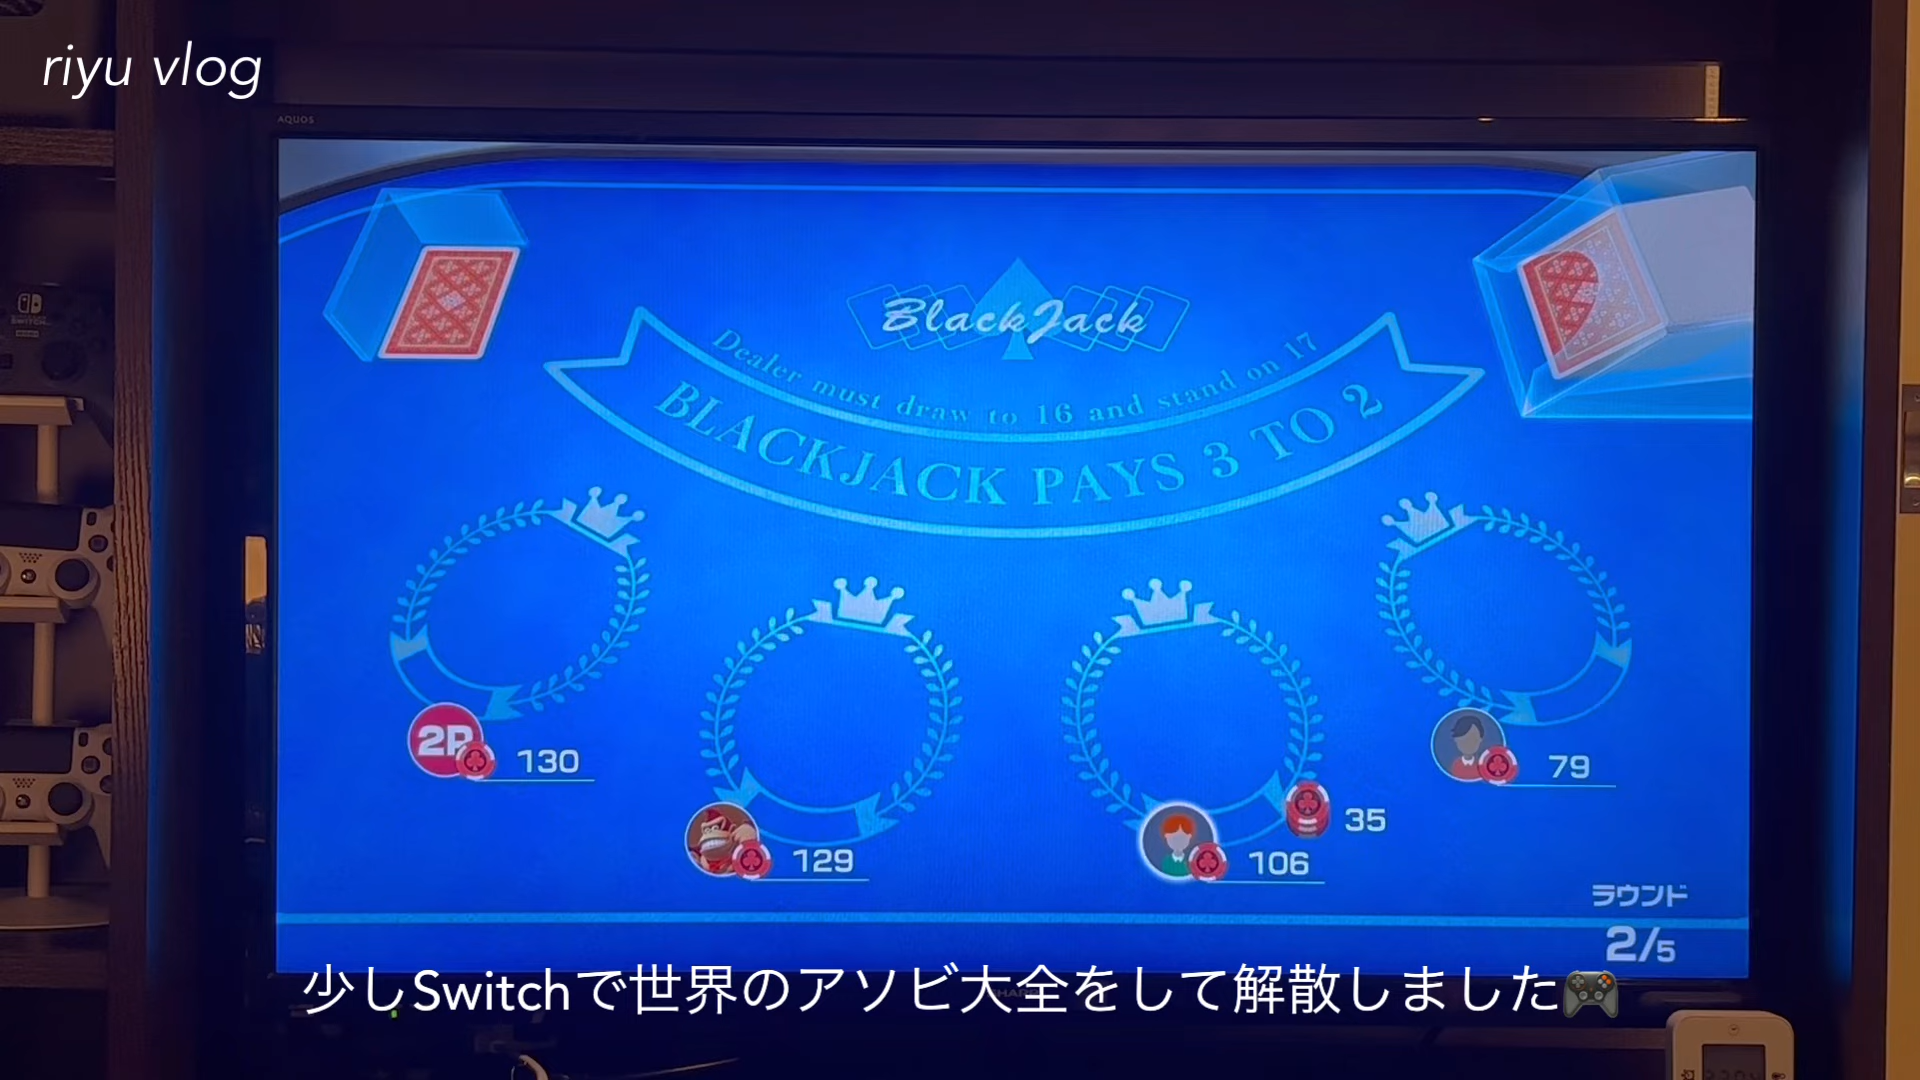 riyu vlog
AQUOS
BlackJack
Dealer must draw to 16 and stand on 17
BLACKJACK PAYS 3 TO 2
2P
130
129
35
106
79
ラウンド
2/5
少しSwitchで世界のアソビ大全をして解散しました🎮